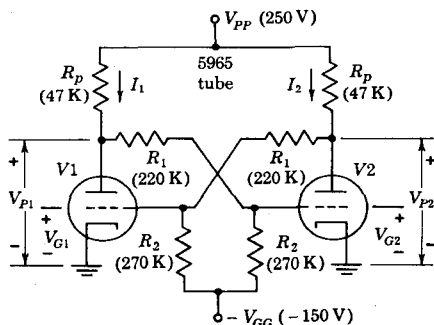 V_PP (250 V)
5965
tube
R_p
(47 K)
I_1
I_2
R_p
(47 K)
+
V_P1
−
V1
R_1
(220 K)
R_1
(220 K)
V2
+
V_P2
−
+
V_G1
−
R_2
(270 K)
R_2
(270 K)
+
V_G2
−
− V_GG (−150 V)